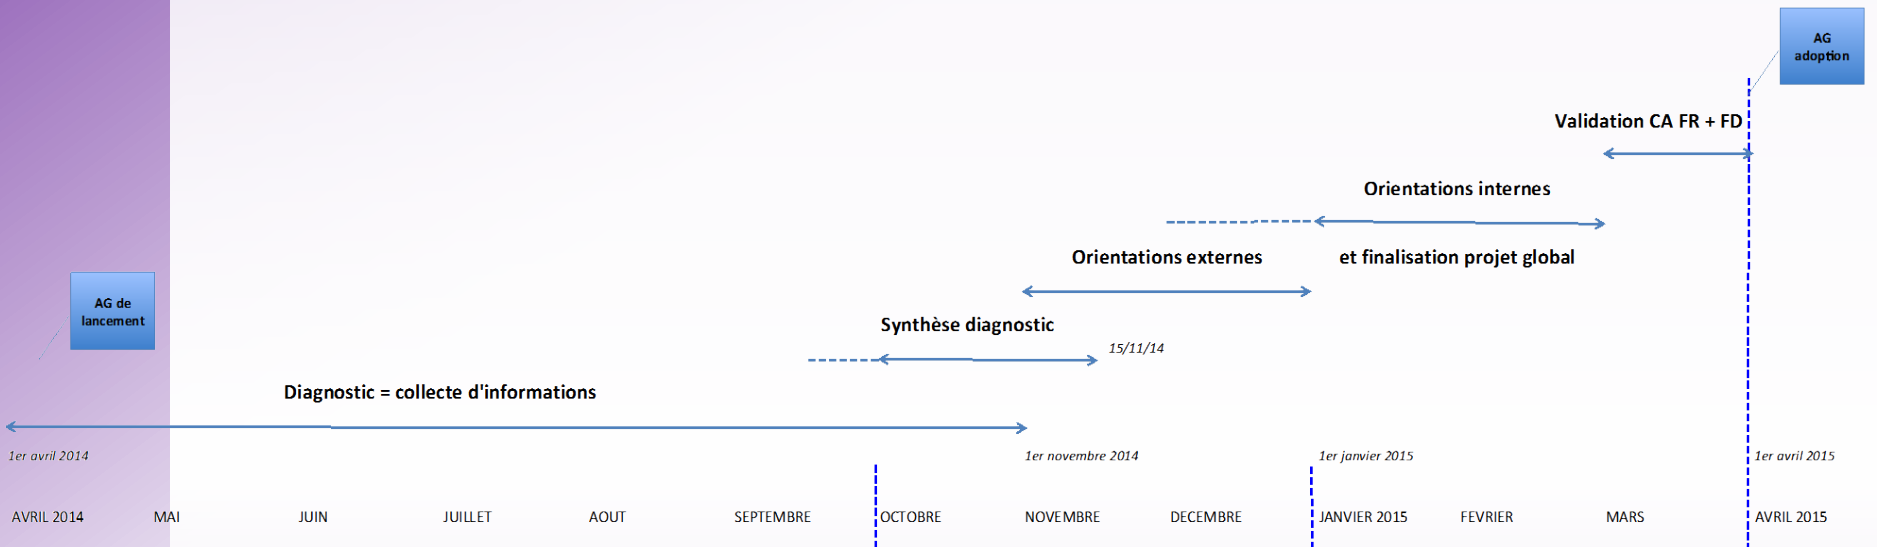 AG
adoption
Validation CA FR + FD
Orientations internes
Orientations externes
et finalisation projet global
AG de
lancement
Synthèse diagnostic
15/11/14
Diagnostic = collecte d'informations
1er avril 2014
1er novembre 2014
1er janvier 2015
1er avril 2015
AVRIL 2014
MAI
JUIN
JUILLET
AOUT
SEPTEMBRE
OCTOBRE
NOVEMBRE
DECEMBRE
JANVIER 2015
FEVRIER
MARS
AVRIL 2015